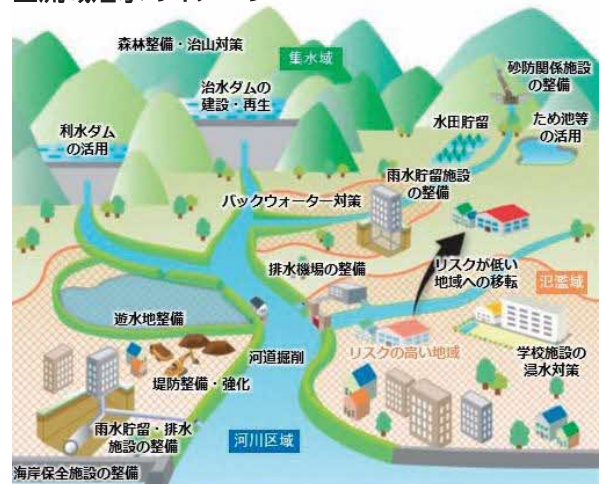 森林整備・治山対策
集水域
砂防関係施設
の整備
治水ダムの
建設・再生
利水ダム
の活用
水田貯留
ため池等
の活用
雨水貯留施設
の整備
バックウォーター対策
排水機場の整備
リスクが低い
地域への移転
氾濫域
遊水地整備
河道掘削
リスクの高い地域
学校施設の
浸水対策
堤防整備・強化
雨水貯留・排水
施設の整備
河川区域
海岸保全施設の整備